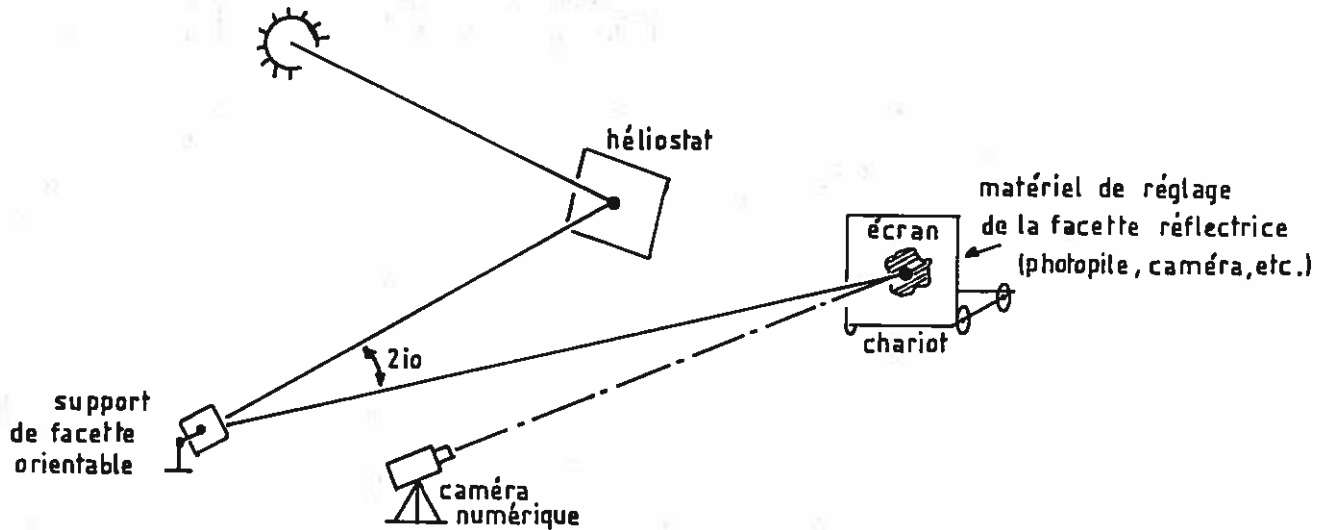 héliostat
matériel de réglage
de la facette réflectrice
(photopile, caméra, etc.)
écran
chariot
2io
support
de facette
orientable
caméra
numérique